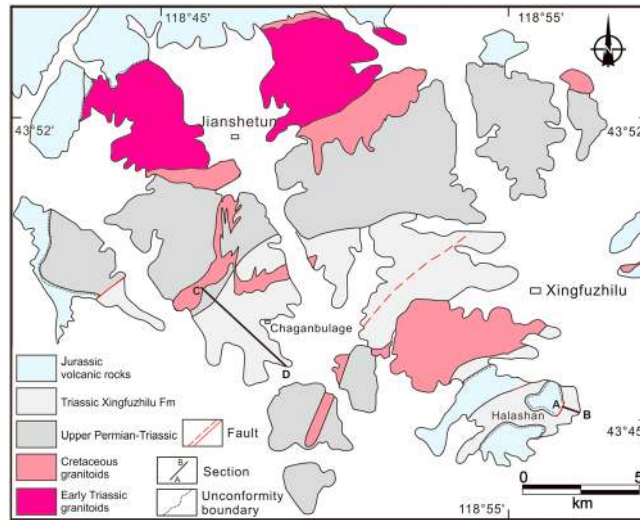 118°45′
118°55′
N
Jianshetun
43°52′
43°52′
Xingfuzhilu
C
Chaganbulage
D
Jurassic
volcanic rocks
Triassic Xingfuzhilu Fm
Upper Permian-Triassic
Fault
Cretaceous
granitoids
B
A
Section
Early Triassic
granitoids
Unconformity
boundary
A
B
Halashan
43°45′
0
5
km
118°55′